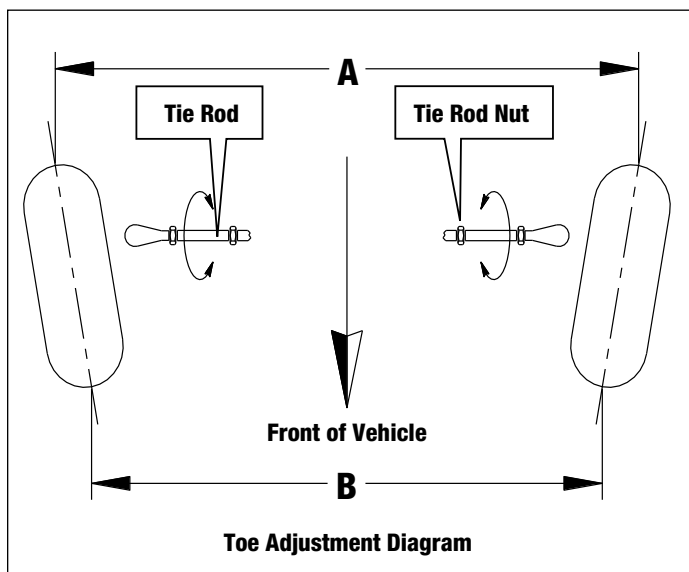 A
Tie Rod
Tie Rod Nut
Front of Vehicle
B
Toe Adjustment Diagram